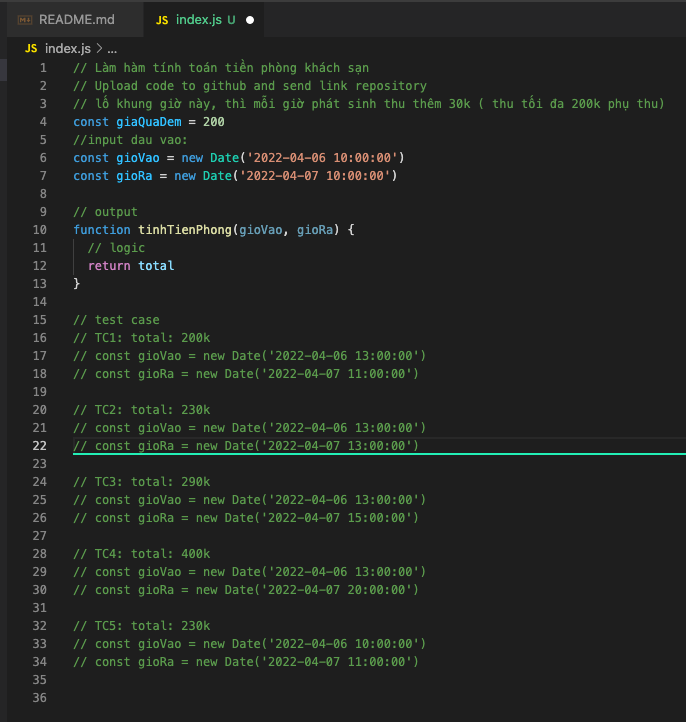 README.md
JS index.js U
JS index.js > ...
1 // Làm hàm tính toán tiền phòng khách sạn
2 // Upload code to github and send link repository
3 // lố khung giờ này, thì mỗi giờ phát sinh thu thêm 30k ( thu tối đa 200k phụ thu)
4 const giaQuaDem = 200
5 //input dau vao:
6 const gioVao = new Date('2022-04-06 10:00:00')
7 const gioRa = new Date('2022-04-07 10:00:00')
8
9 // output
10 function tinhTienPhong(gioVao, gioRa) {
11 // logic
12 return total
13 }
14
15 // test case
16 // TC1: total: 200k
17 // const gioVao = new Date('2022-04-06 13:00:00')
18 // const gioRa = new Date('2022-04-07 11:00:00')
19
20 // TC2: total: 230k
21 // const gioVao = new Date('2022-04-06 13:00:00')
22 // const gioRa = new Date('2022-04-07 13:00:00')
23
24 // TC3: total: 290k
25 // const gioVao = new Date('2022-04-06 13:00:00')
26 // const gioRa = new Date('2022-04-07 15:00:00')
27
28 // TC4: total: 400k
29 // const gioVao = new Date('2022-04-06 13:00:00')
30 // const gioRa = new Date('2022-04-07 20:00:00')
31
32 // TC5: total: 230k
33 // const gioVao = new Date('2022-04-06 10:00:00')
34 // const gioRa = new Date('2022-04-07 11:00:00')
35
36